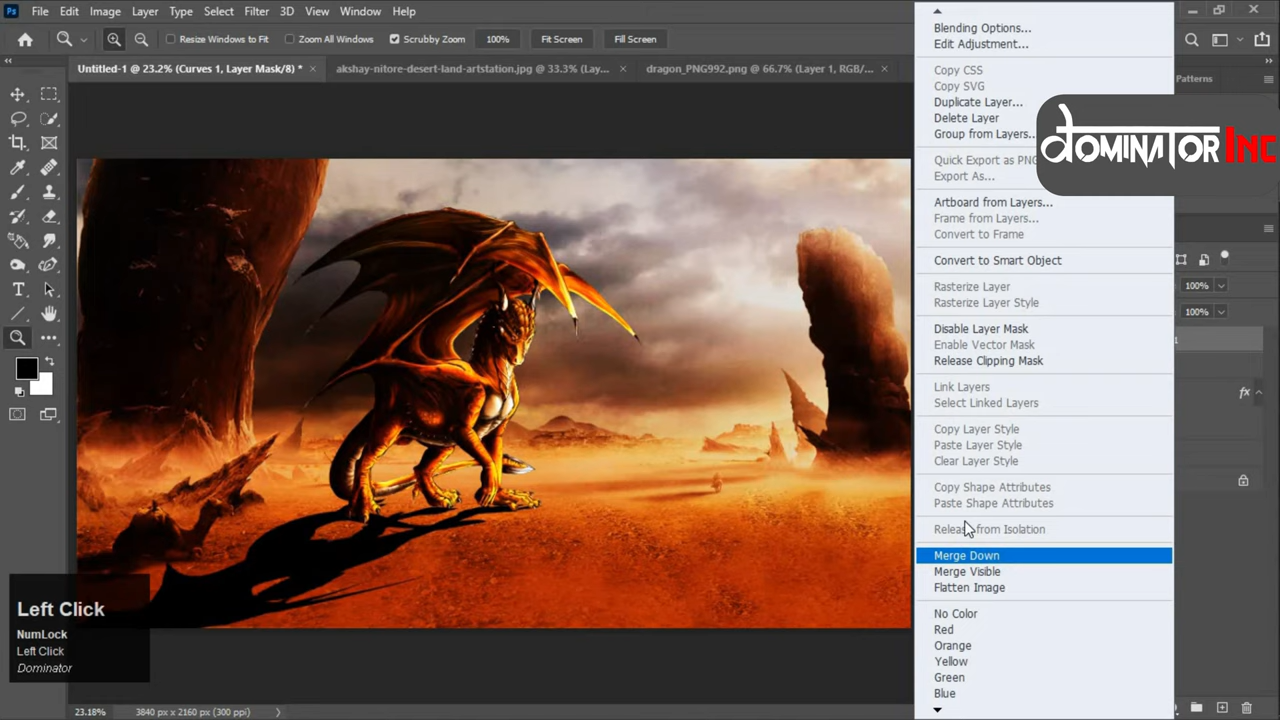 Ps File Edit Image Layer Type Select Filter 3D View Window Help
Resize Windows to Fit Zoom All Windows Scrubby Zoom 100% Fit Screen Fill Screen
Untitled-1 @ 23.2% (Curves 1, Layer Mask/8) * × akshay-nitore-desert-land-artstation.jpg @ 33.3% (Lay... × dragon_PNG992.png @ 66.7% (Layer 1, RGB/... ×
Patterns
Blending Options...
Edit Adjustment...
Copy CSS
Copy SVG
Duplicate Layer...
Delete Layer
Group from Layers...
Quick Export as PNG
Export As...
Artboard from Layers...
Frame from Layers...
Convert to Frame
Convert to Smart Object
Rasterize Layer
Rasterize Layer Style
Disable Layer Mask
Enable Vector Mask
Release Clipping Mask
Link Layers
Select Linked Layers
Copy Layer Style
Paste Layer Style
Clear Layer Style
Copy Shape Attributes
Paste Shape Attributes
Release from Isolation
Merge Down
Merge Visible
Flatten Image
No Color
Red
Orange
Yellow
Green
Blue
DOMINATOR Inc
100%
100%
1
fx
Left Click
NumLock
Left Click
Dominator
23.18% 3840 px x 2160 px (300 ppi)